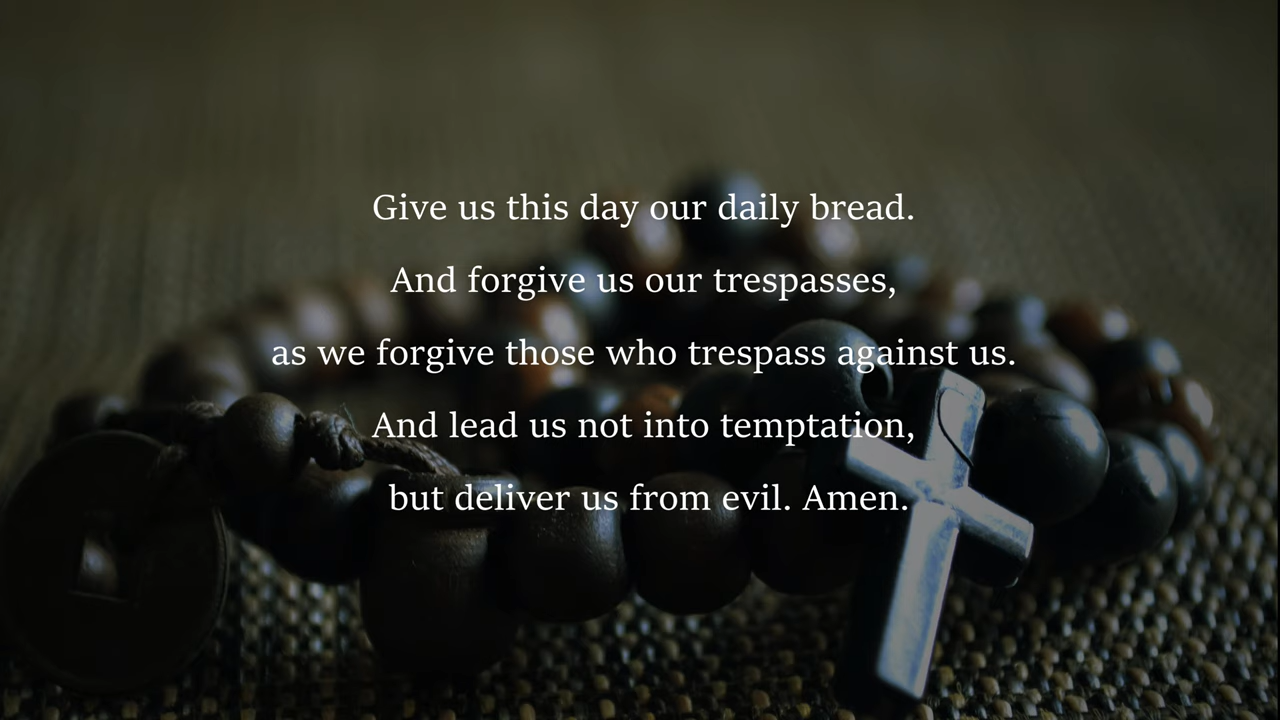 Give us this day our daily bread.
And forgive us our trespasses,
as we forgive those who trespass against us.
And lead us not into temptation,
but deliver us from evil. Amen.